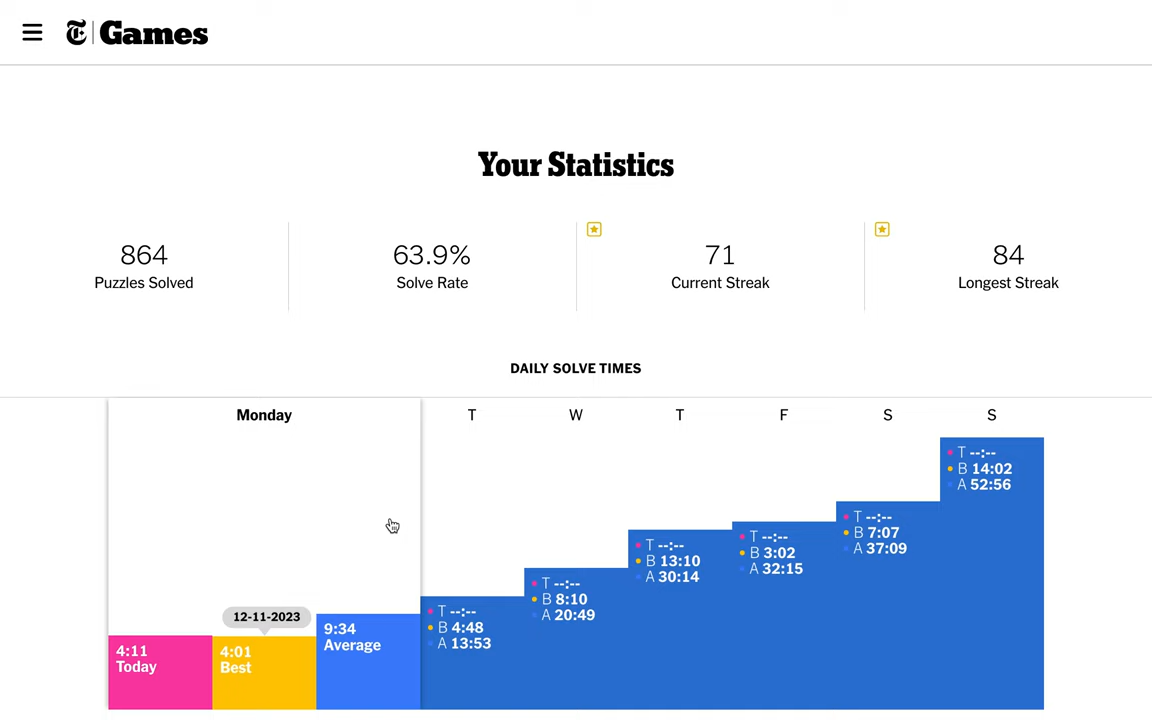 T Games
Your Statistics
864
Puzzles Solved
63.9%
Solve Rate
71
Current Streak
84
Longest Streak
DAILY SOLVE TIMES
Monday
T
W
T
F
S
S
4:11
Today
12-11-2023
4:01
Best
9:34
Average
T --:--
B 4:48
A 13:53
T --:--
B 8:10
A 20:49
T --:--
B 13:10
A 30:14
T --:--
B 3:02
A 32:15
T --:--
B 7:07
A 37:09
T --:--
B 14:02
A 52:56